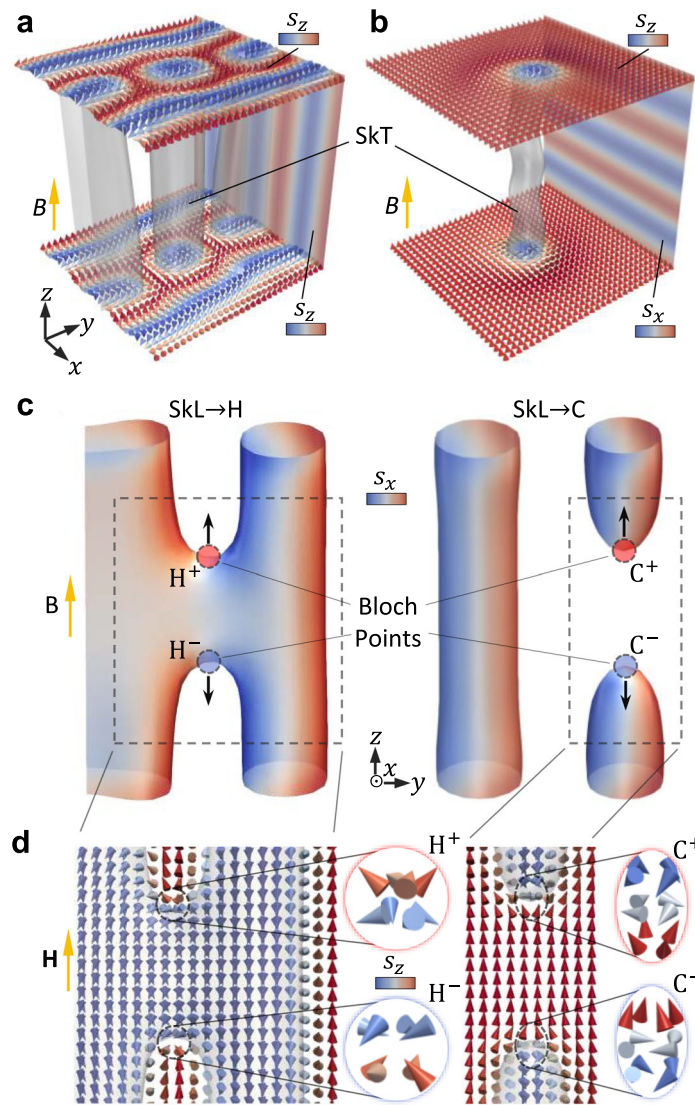 a
b
s_z
s_z
SkT
B
B
z
y
x
s_z
s_x
c
SkL→H
SkL→C
s_x
H⁺
C⁺
B
Bloch
Points
H⁻
C⁻
z
x
y
d
H⁺
C⁺
H
s_z
H⁻
C⁻